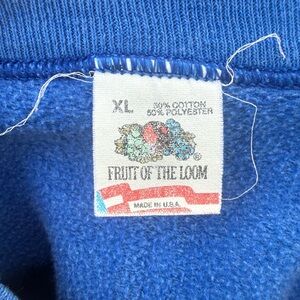 XL
50% COTTON
50% POLYESTER
®
FRUIT OF THE LOOM
MADE IN U.S.A.